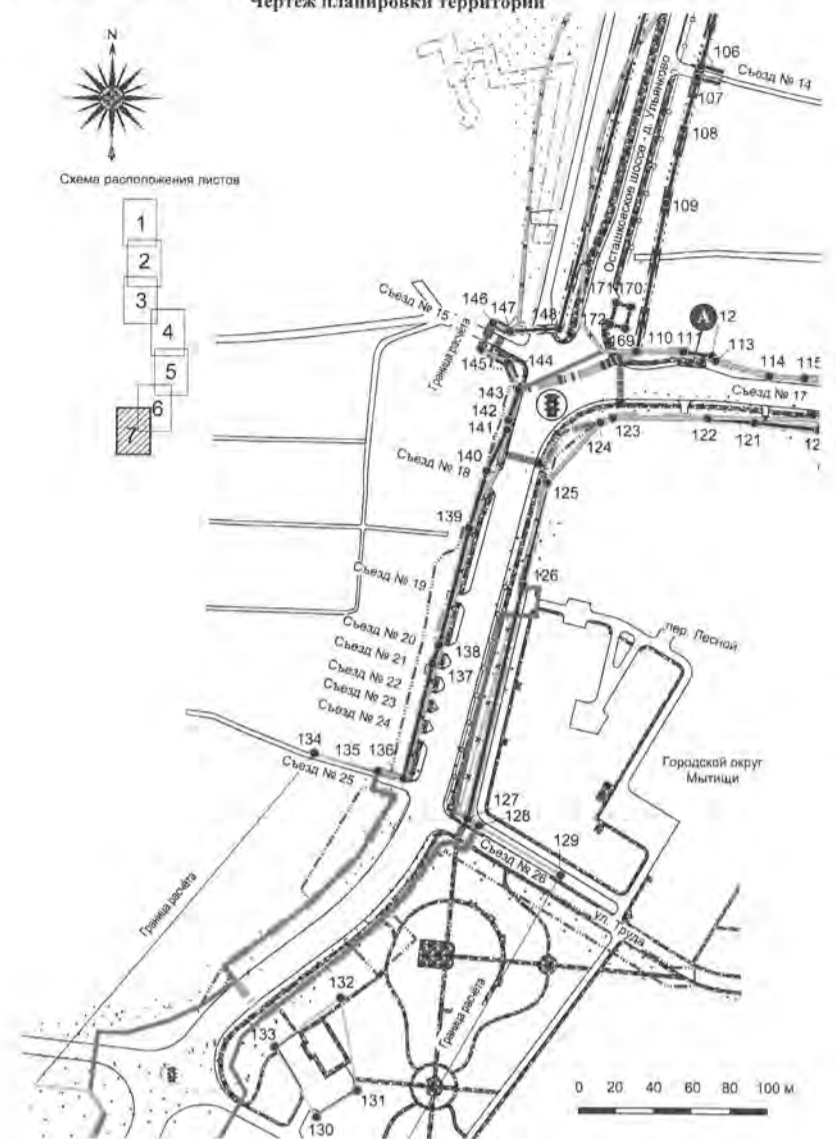 Чертеж планировки территории
N
Схема расположения листов
1
2
3
4
5
6
7
106
Съезд № 14
107
108
109
Осташковское шоссе - д. Ульянково
Съезд № 15
146
147
148
171
170
172
169
110
111
А
12
113
114
115
Съезд № 17
Граница расчёта
145
144
143
142
141
140
Съезд № 18
139
123
124
122
121
12
125
126
Съезд № 19
Съезд № 20
Съезд № 21
Съезд № 22
Съезд № 23
Съезд № 24
138
137
пер. Лесной
134
135
136
Съезд № 25
Городской округ
Мытищи
127
128
129
Съезд № 26
ул. Труда
Граница расчёта
Граница расчёта
132
133
131
130
0 20 40 60 80 100 м